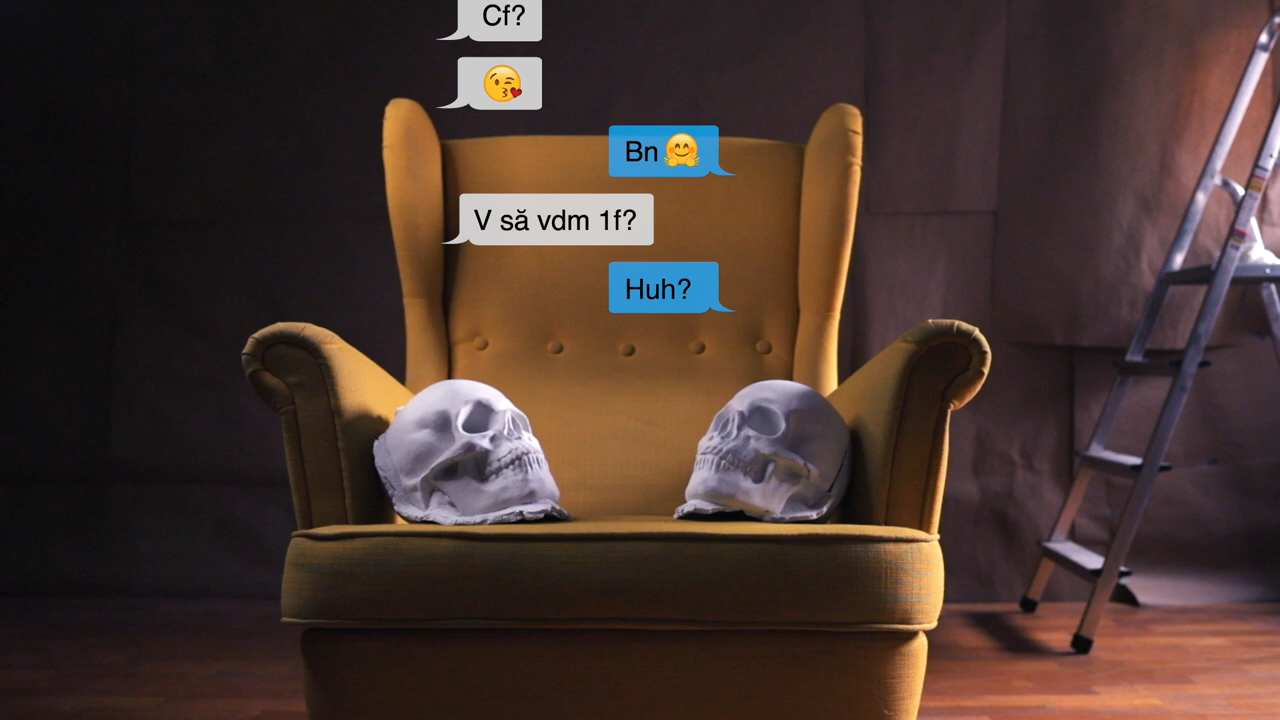 Cf?
😘
Bn 🤗
V să vdm 1f?
Huh?